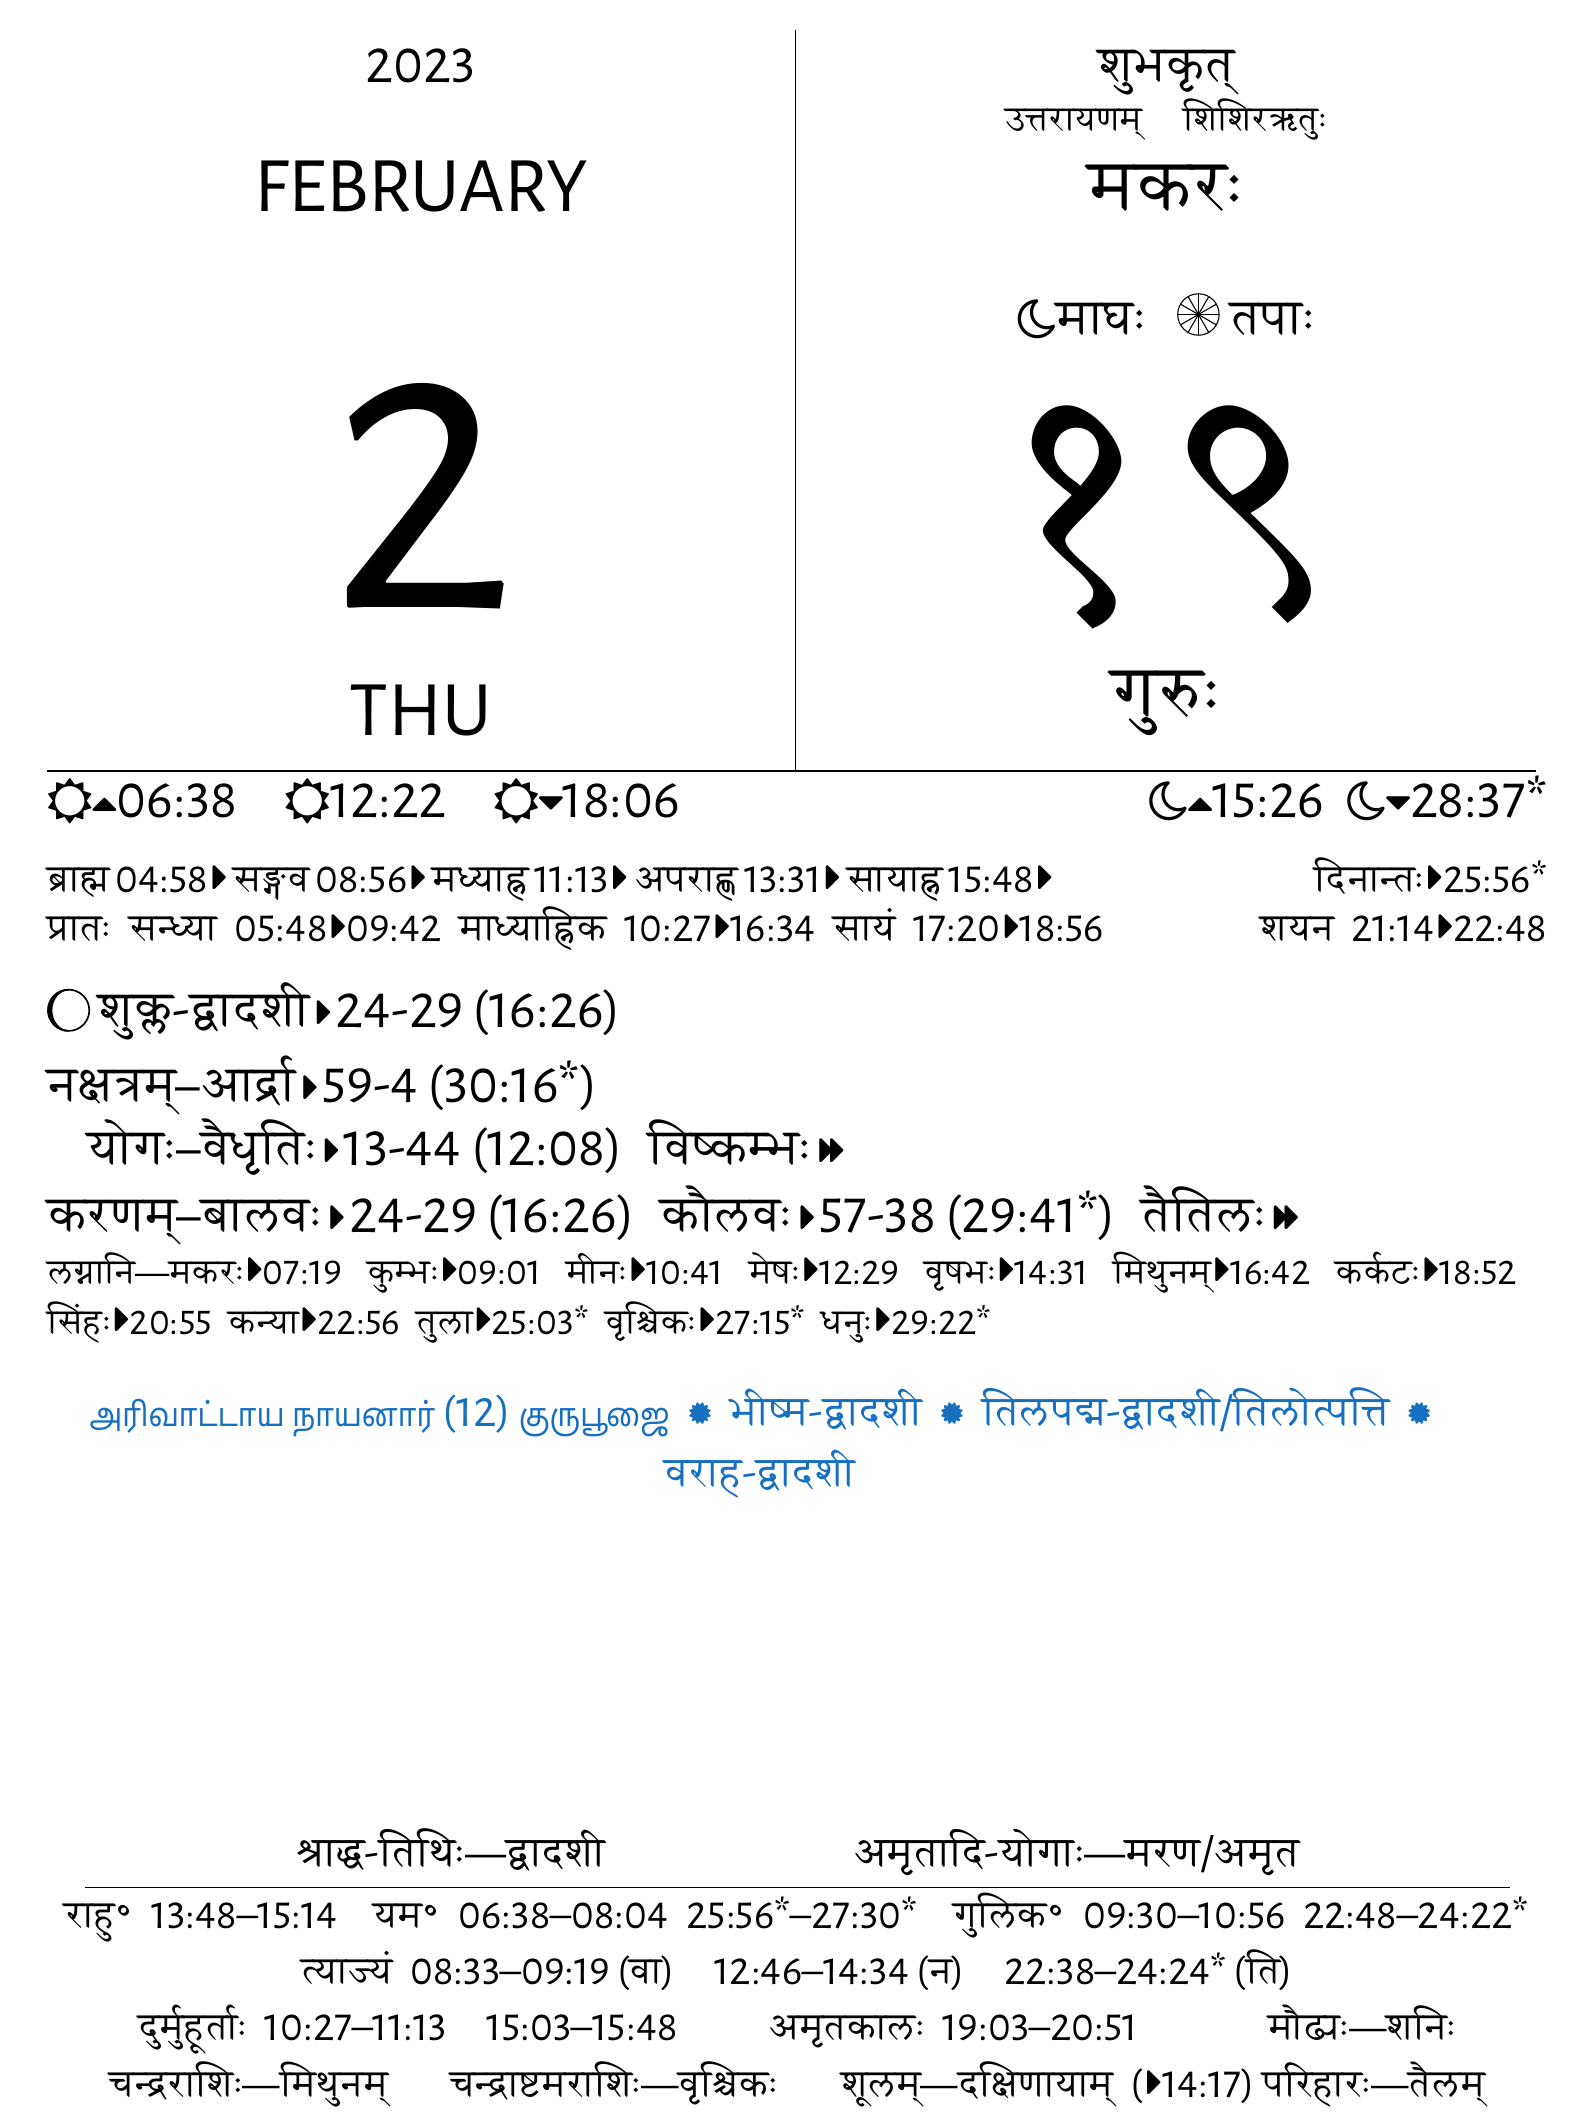 2023
FEBRUARY
2
THU
शुभकृत्
उत्तरायणम् शिशिरऋतुः
मकरः
माघः तपाः
१९
गुरुः
06:38 12:22 18:06 15:26 28:37*
ब्राह्म 04:58 सङ्गव 08:56 मध्याह्न 11:13 अपराह्ण 13:31 सायाह्न 15:48 दिनान्तः 25:56*
प्रातः सन्ध्या 05:48 09:42 माध्याह्निक 10:27 16:34 सायं 17:20 18:56 शयन 21:14 22:48
शुक्ल-द्वादशी 24-29 (16:26)
नक्षत्रम्–आर्द्रा 59-4 (30:16*)
योगः–वैधृतिः 13-44 (12:08) विष्कम्भः
करणम्–बालवः 24-29 (16:26) कौलवः 57-38 (29:41*) तैतिलः
लग्नानि—मकरः 07:19 कुम्भः 09:01 मीनः 10:41 मेषः 12:29 वृषभः 14:31 मिथुनम् 16:42 कर्कटः 18:52
सिंहः 20:55 कन्या 22:56 तुला 25:03* वृश्चिकः 27:15* धनुः 29:22*
அரிவாட்டாய நாயனார் (12) குருபூஜை ✹ भीष्म-द्वादशी ✹ तिलपद्म-द्वादशी/तिलोत्पत्ति ✹
वराह-द्वादशी
श्राद्ध-तिथिः—द्वादशी अमृतादि-योगाः—मरण/अमृत
राहु॰ 13:48–15:14 यम॰ 06:38–08:04 25:56*–27:30* गुलिक॰ 09:30–10:56 22:48–24:22*
त्याज्यं 08:33–09:19 (वा) 12:46–14:34 (न) 22:38–24:24* (ति)
दुर्मुहूर्ताः 10:27–11:13 15:03–15:48 अमृतकालः 19:03–20:51 मौढ्यः—शनिः
चन्द्रराशिः—मिथुनम् चन्द्राष्टमराशिः—वृश्चिकः शूलम्—दक्षिणायाम् (14:17) परिहारः—तैलम्